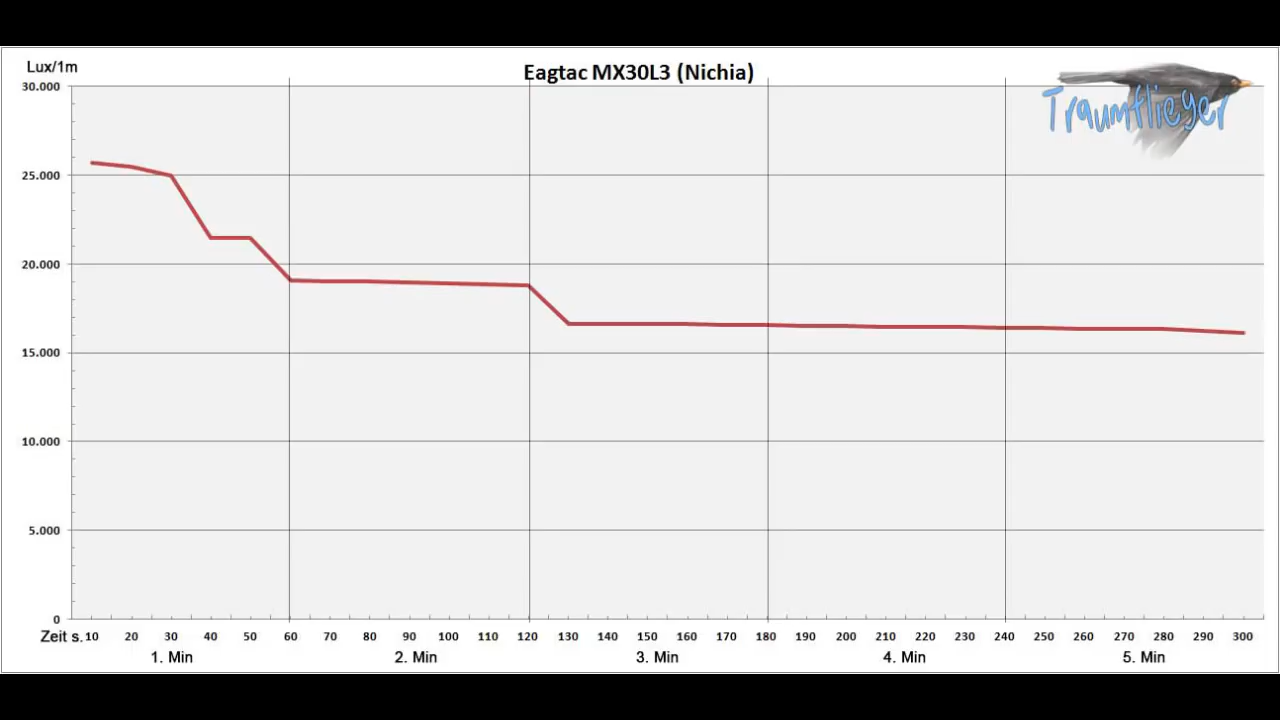 Lux/1m
Eagtac MX30L3 (Nichia)
Traumflieger
30.000
25.000
20.000
15.000
10.000
5.000
0
Zeit s. 10 20 30 40 50 60 70 80 90 100 110 120 130 140 150 160 170 180 190 200 210 220 230 240 250 260 270 280 290 300
1. Min 2. Min 3. Min 4. Min 5. Min